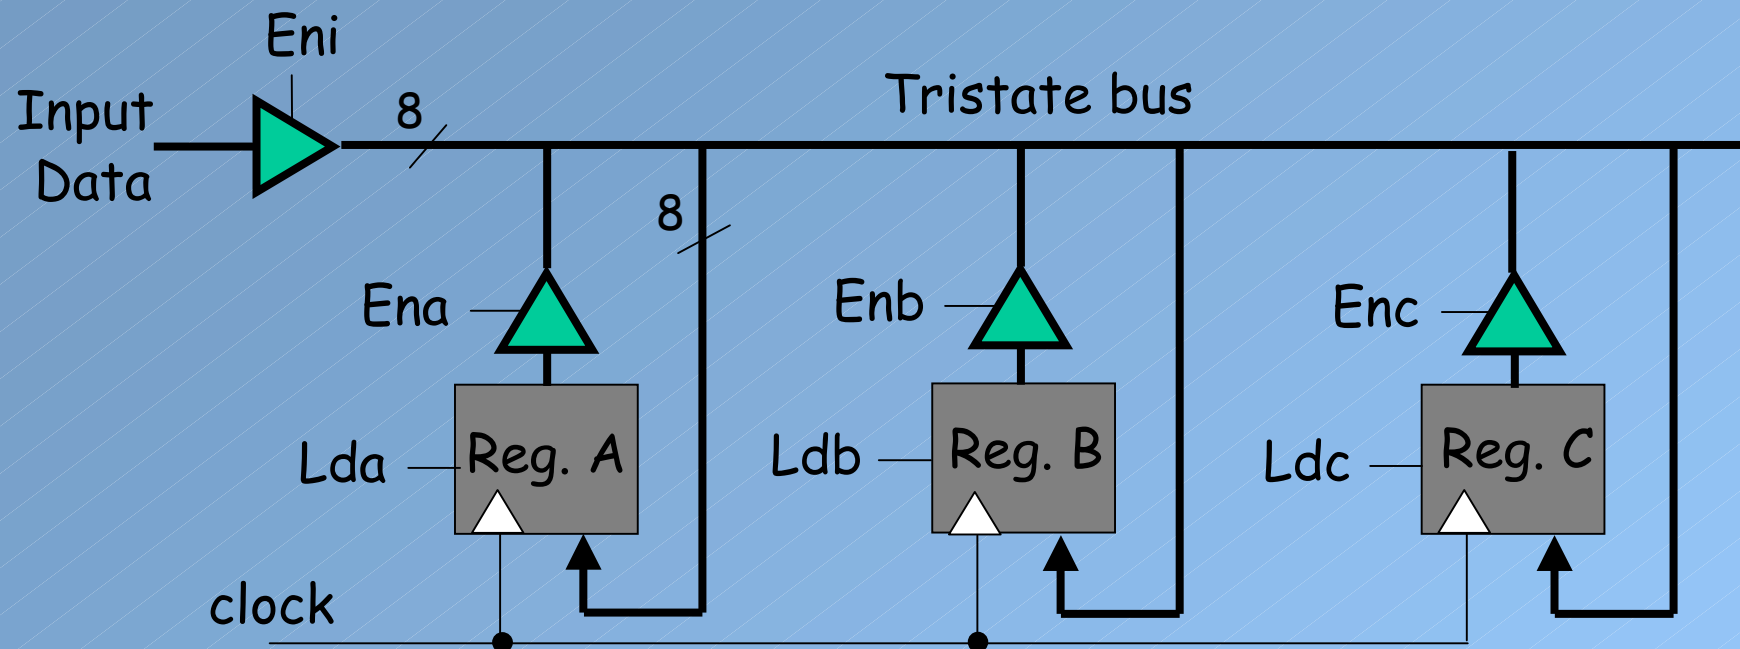 Eni
Input
Data
8
Tristate bus
8
Ena
Enb
Enc
Lda
Reg. A
Ldb
Reg. B
Ldc
Reg. C
clock